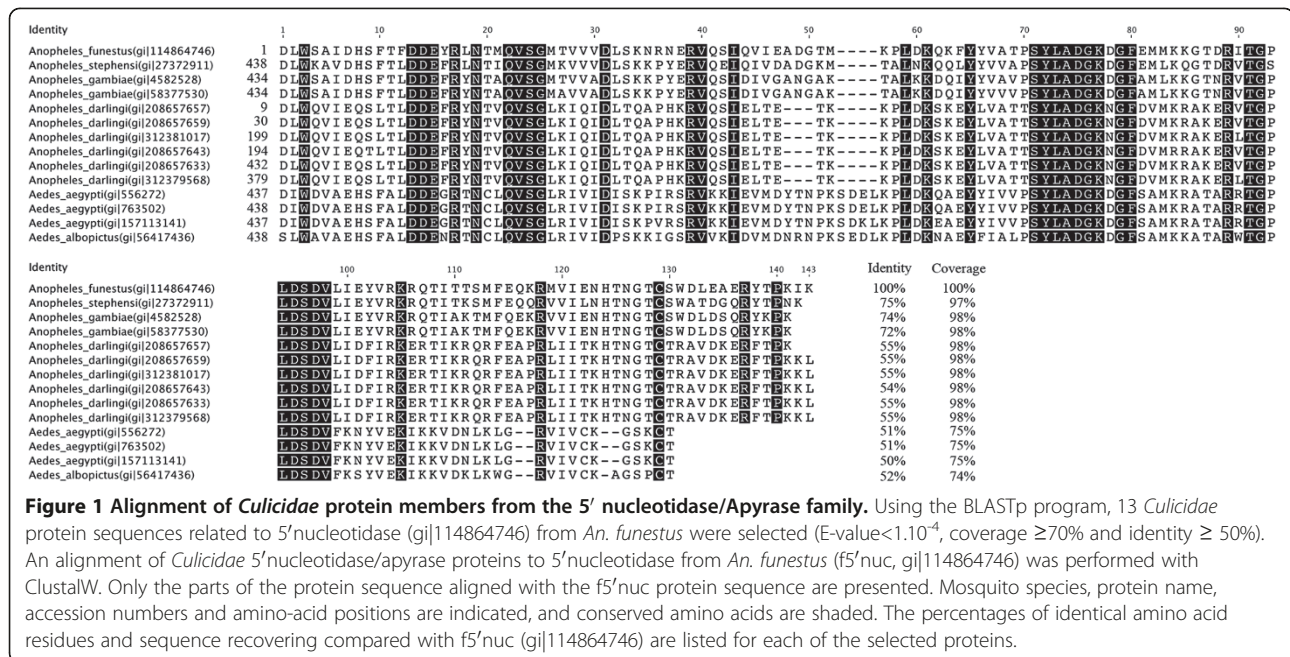 Identity 1 10 20 30 40 50 60 70 80 90
Anopheles_funestus(gi|114864746) 1 DLWSAIDHSFTFDDEYRLNTMQVSGMTVVVDLSKNRNERVQSIQVIEADGTM----KPLDKQKFYYVATPSYLADGKDGFEMMKKGTDRITGP
Anopheles_stephensi(gi|27372911) 438 DLWKAVDHSFTLDDEFRLNTIQVSGMKVVVDLSKKPYERVQEIQIVDADGKM----TALNKQQLYYVVAPSYLADGKDGFEMLKQGTDRVTGS
Anopheles_gambiae(gi|4582528) 434 DLWTAVDHSFTLDDEFRLNTAQVSGMTVVADLSKKPYERVQSIDIVGANGAK----TALKKDQIYYVVVPSYLADGKDGFAMLKKGTNRVTGP
Anopheles_gambiae(gi|58377530) 434 DLWTAVDHSFTLDDEFRYNTAQVSGMAVVADLSKKPYERVQSIDIVGANGAK----TALKKDQIYYVVVPSYLADGKDGFAMLKKGTNRVTGP
Anopheles_darlingi(gi|208657657) 9 DLWQVIEQSLTLDDEFRYNTVQVSGLKIQIDLTQAPHKRVQSIELTE---TK----KPLDKSKEYLVATTSYLADGKNGFDVMKRAKERVTGP
Anopheles_darlingi(gi|208657659) 30 DLWQVIEQSLTLDDEFRYNTVQVSGLKIQIDLTQAPHKRVQSIELTE---TK----KPLDKSKEYLVATTSYLADGKNGFDVMKRAKERVTGP
Anopheles_darlingi(gi|312381017) 199 DLWQVIEQSLTLDDEFRYNTVQVSGLKIQIDLTQAPHKRVQSIELTE---TK----KPLDKSKEYLVATTSYLADGKNGFDVMKRAKERLTGP
Anopheles_darlingi(gi|208657643) 194 DLWQVIEQTLTLDDEFRYNTVQVSGLKIQIDLTQAPHKRVQSIELTE---TK----KPLDKSKEYLVATTSYLADGKNGFDVMKRAKERVTGP
Anopheles_darlingi(gi|208657633) 432 DLWQVIEQSLTLDDEFRYNTVQVSGLKIQIDLTQAPHKRVQSIELTE---TK----KPLDKSKEYLVATTSYLADGKNGFDVMKRAKERVTGP
Anopheles_darlingi(gi|312379568) 379 DLWQVIEQSLTLDDEFRYNTVQVSGLKIQIDLTQAPHKRVQSIELTE---TK----KPLDKSKEYLVATTSYLADGKNGFDVMKRAKERLTGP
Aedes_aegypti(gi|556272) 437 DIWDVAEHSFALDDEGRTNCLQVSGLRIVIDISKPIRSRVKKIEVMDYTNPKSDELKPLDKQAEYYIVVPSYLADGKDGFSAMKRATARRTGP
Aedes_aegypti(gi|763502) 438 DIWDVAEHSFALDDEGRTNCLQVSGLRIVIDISKPIRSRVKKIEVMDYTNPKSDELKPLDKQAEYYIVVPSYLADGKDGFSAMKRATARRTGP
Aedes_aegypti(gi|157113141) 437 DIWDVAEHSFALDDEGRTNCLQVSGLRIVIDISKPVRSRVKKIEVMDYTNPKSDELKPLDKEAEYYIVVPSYLADGKDGFSAMKRATARRTGP
Aedes_albopictus(gi|56417436) 438 SLWAVAEHSFALDDENRTNCLQVSGLRIVIDPSKKIGSRVVKIDVMDNRNPKSEDLKPLDKNAEYFIALPSYLADGKDGFSAMKKATARWTGP
Identity 100 110 120 130 140 143 Identity Coverage
Anopheles_funestus(gi|114864746) LDSDVLIEYVRKRQTITTSMFEQKRMVIENHTNGTCSWDLEAERYTPKIK 100% 100%
Anopheles_stephensi(gi|27372911) LDSDVLIEYVRKRQTITKSMFEQQRVVILNHTNGTCSWATDGQRYTPNK 75% 97%
Anopheles_gambiae(gi|4582528) LDSDVLIEYVRKRQTIAKTMFQEKRVVIENHTNGTCSWDLDSQRYKPK 74% 98%
Anopheles_gambiae(gi|58377530) LDSDVLIEYVRKRQTIAKTMFQEKRVVIENHTNGTCSWDLDSQRYKPK 72% 98%
Anopheles_darlingi(gi|208657657) LDSDVLIDFIRKERTIKRQRFEAPRLIITKHTNGTCTRAVDKERFTPK 55% 98%
Anopheles_darlingi(gi|208657659) LDSDVLIDFIRKERTIKRQRFEAPRLIITKHTNGTCTRAVDKERFTPKKL 55% 98%
Anopheles_darlingi(gi|312381017) LDSDVLIDFIRKERTIKRQRFEAPRLIITKHTNGTCTRAVDKERFTPKKL 55% 98%
Anopheles_darlingi(gi|208657643) LDSDVLIDFIRKERTIKRQRFEAPRLIITKHTNGTCTRAVDKERFTPKKL 54% 98%
Anopheles_darlingi(gi|208657633) LDSDVLIDFIRKERTIKRQRFEAPRLIITKHTNGTCTRAVDKERFTPKKL 55% 98%
Anopheles_darlingi(gi|312379568) LDSDVLIDFIRKERTIKRQRFEAPRLIITKHTNGTCTRAVDKERFTPKKL 55% 98%
Aedes_aegypti(gi|556272) LDSDVFKNYVEKIKKVDNLKLG--RVIVCK--GSKCT 51% 75%
Aedes_aegypti(gi|763502) LDSDVFKNYVEKIKKVDNLKLG--RVIVCK--GSKCT 51% 75%
Aedes_aegypti(gi|157113141) LDSDVFKNYVEKIKKVDNLKLG--RVIVCK--GSKCT 50% 75%
Aedes_albopictus(gi|56417436) LDSDVFKSYVEKIKKVDKLKWG--RVIVCK-AGSPCT 52% 74%
Figure 1 Alignment of Culicidae protein members from the 5′ nucleotidase/Apyrase family. Using the BLASTp program, 13 Culicidae
protein sequences related to 5′nucleotidase (gi|114864746) from An. funestus were selected (E-value<1.10⁻⁴, coverage ≥70% and identity ≥ 50%).
An alignment of Culicidae 5′nucleotidase/apyrase proteins to 5′nucleotidase from An. funestus (f5′nuc, gi|114864746) was performed with
ClustalW. Only the parts of the protein sequence aligned with the f5′nuc protein sequence are presented. Mosquito species, protein name,
accession numbers and amino-acid positions are indicated, and conserved amino acids are shaded. The percentages of identical amino acid
residues and sequence recovering compared with f5′nuc (gi|114864746) are listed for each of the selected proteins.